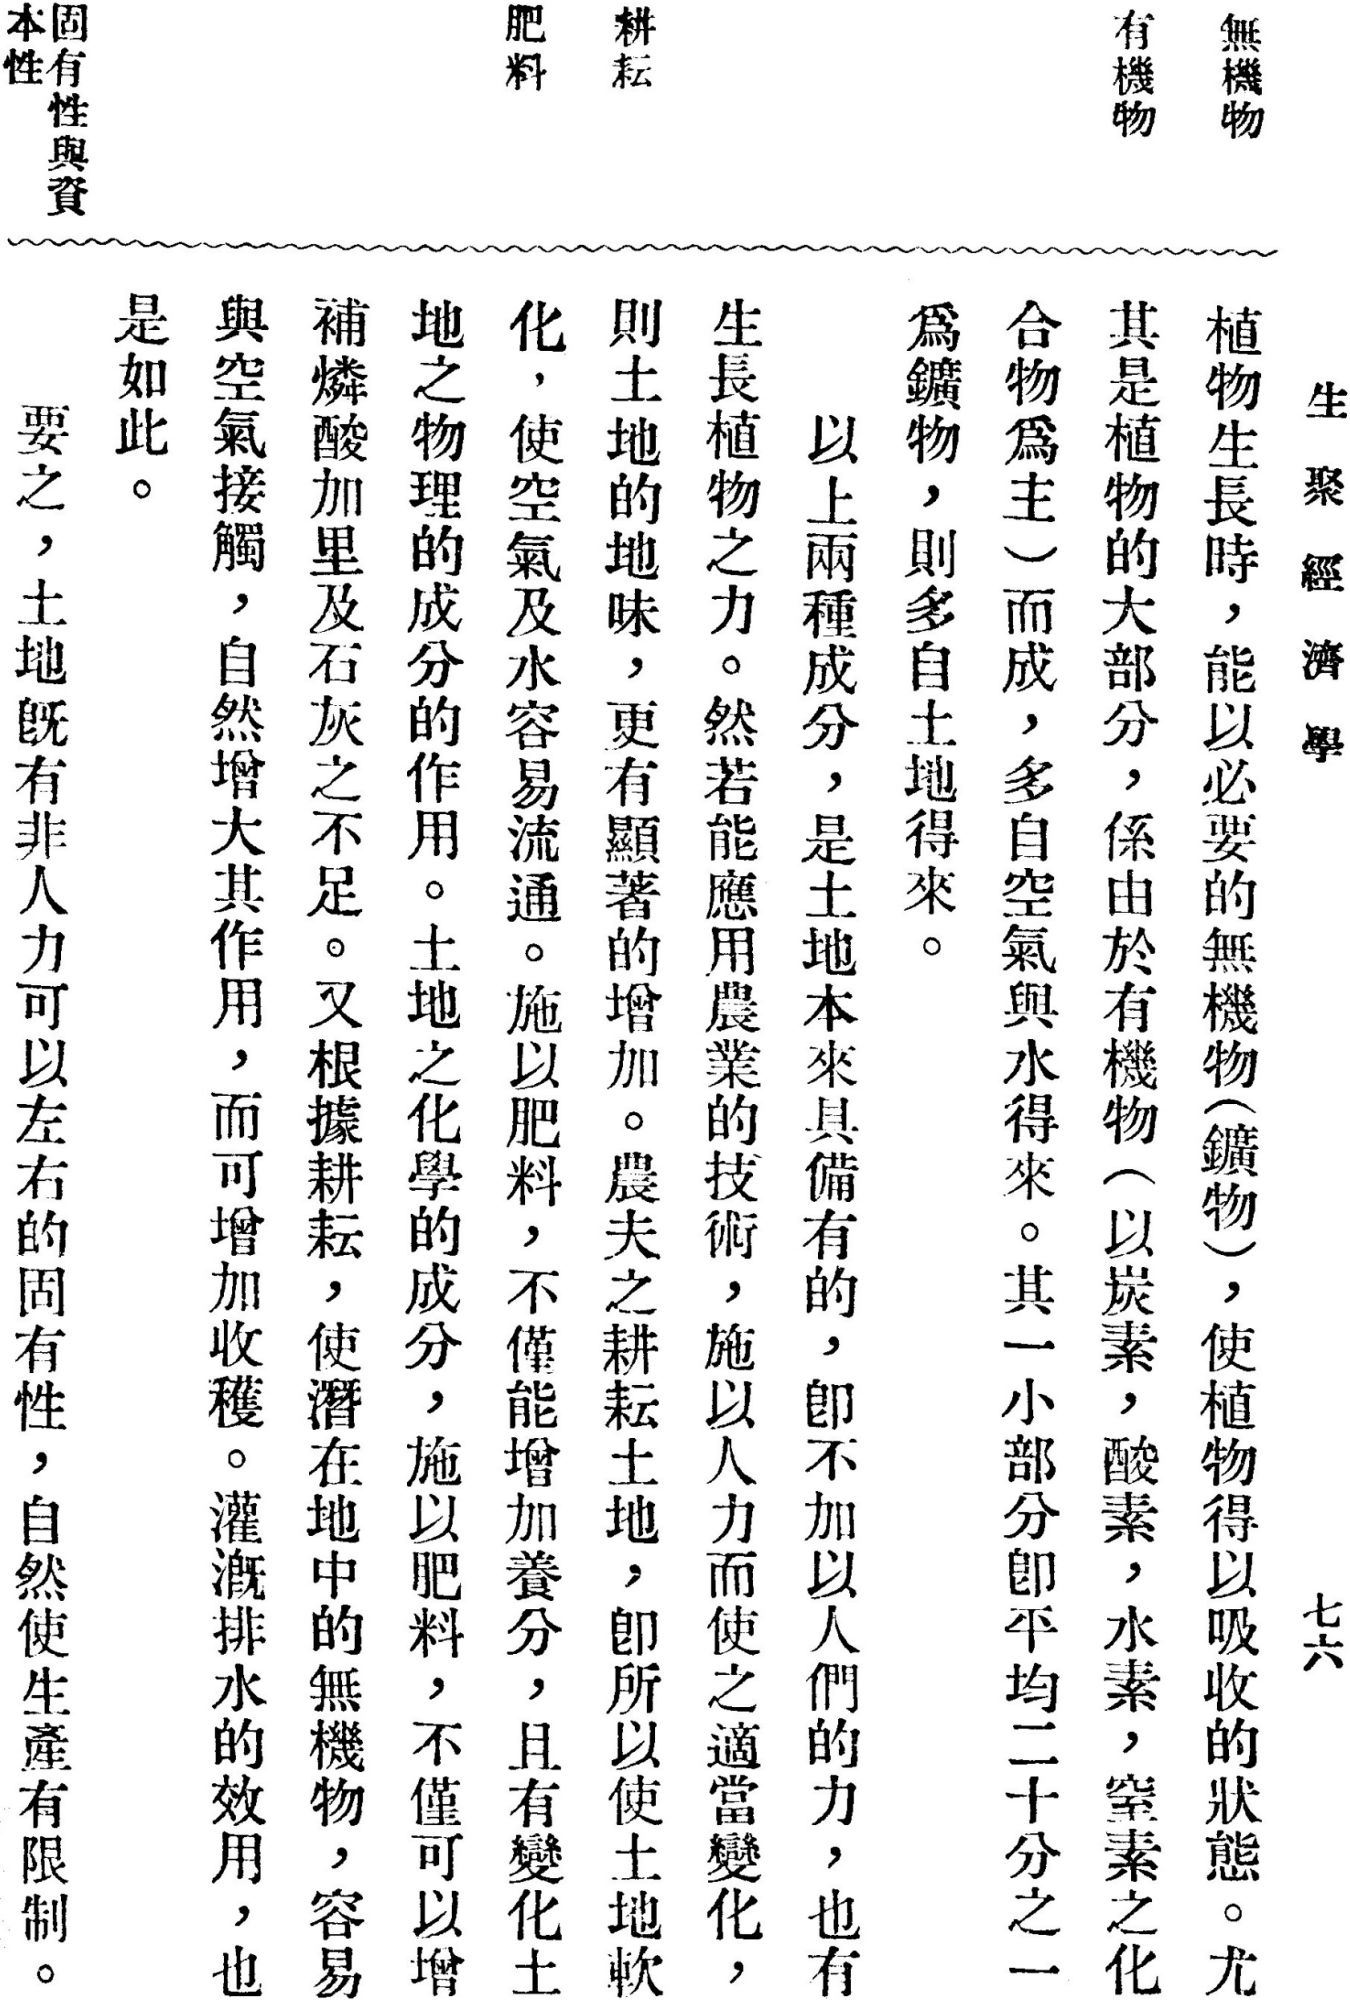 生聚經濟學
七六
無機物
有機物
耕耘
肥料
固有性與資
本性
植物生長時，能以必要的無機物（鑛物），使植物得以吸收的狀態。尤
其是植物的大部分，係由於有機物（以炭素，酸素，水素，窒素之化
合物爲主）而成，多自空氣與水得來。其一小部分卽平均二十分之一
爲鑛物，則多自土地得來。
以上兩種成分，是土地本來具備有的，卽不加以人們的力，也有
生長植物之力。然若能應用農業的技術，施以人力而使之適當變化，
則土地的地味，更有顯著的增加。農夫之耕耘土地，卽所以使土地軟
化，使空氣及水容易流通。施以肥料，不僅能增加養分，且有變化土
地之物理的成分的作用。土地之化學的成分，施以肥料，不僅可以增
補燐酸加里及石灰之不足。又根據耕耘，使潛在地中的無機物，容易
與空氣接觸，自然增大其作用，而可增加收穫。灌漑排水的效用，也
是如此。
要之，土地旣有非人力可以左右的固有性，自然使生產有限制。